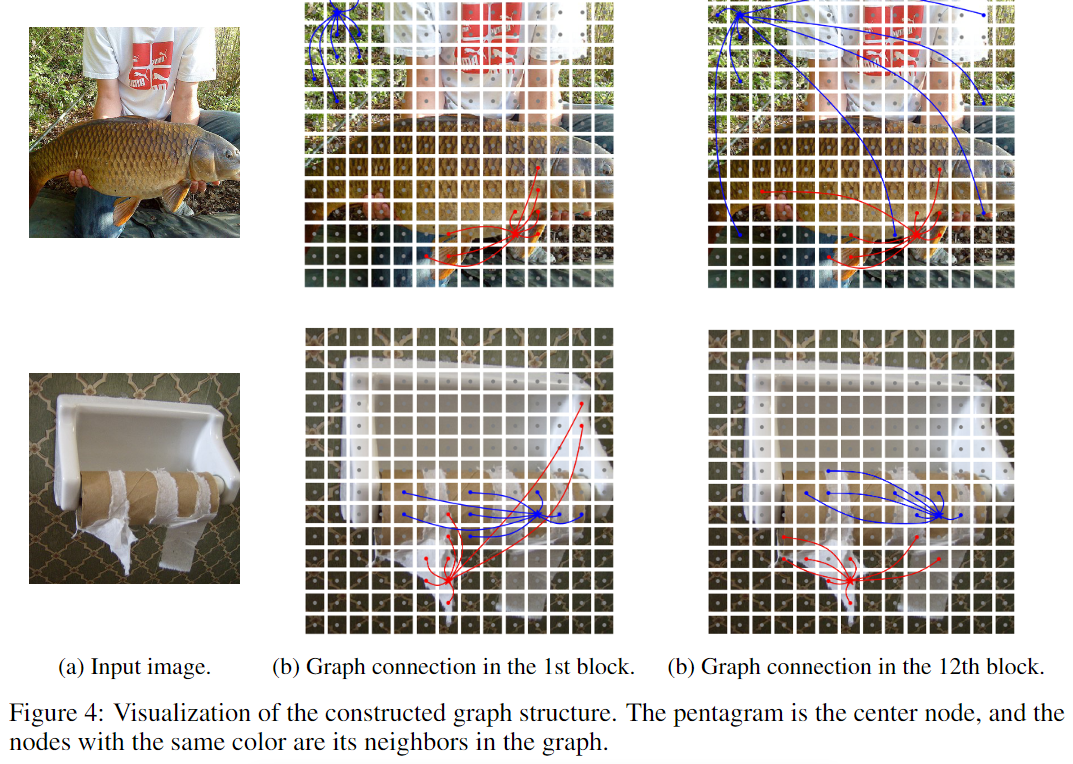 (a) Input image.
(b) Graph connection in the 1st block.
(b) Graph connection in the 12th block.
Figure 4: Visualization of the constructed graph structure. The pentagram is the center node, and the
nodes with the same color are its neighbors in the graph.